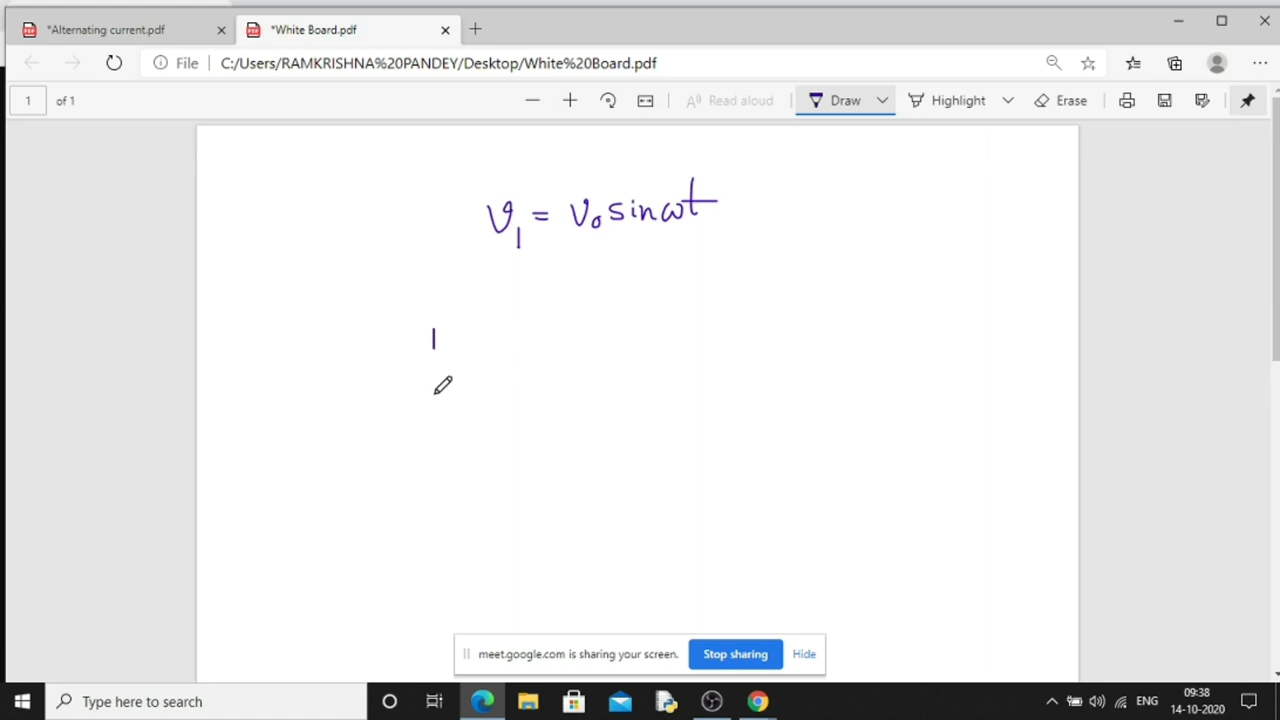 *Alternating current.pdf
*White Board.pdf
File
C:/Users/RAMKRISHNA%20PANDEY/Desktop/White%20Board.pdf
1 of 1
Read aloud
Draw
Highlight
Erase
v₁ = v₀ sin ωt
meet.google.com is sharing your screen.
Stop sharing
Hide
Type here to search
ENG
09:38
14-10-2020